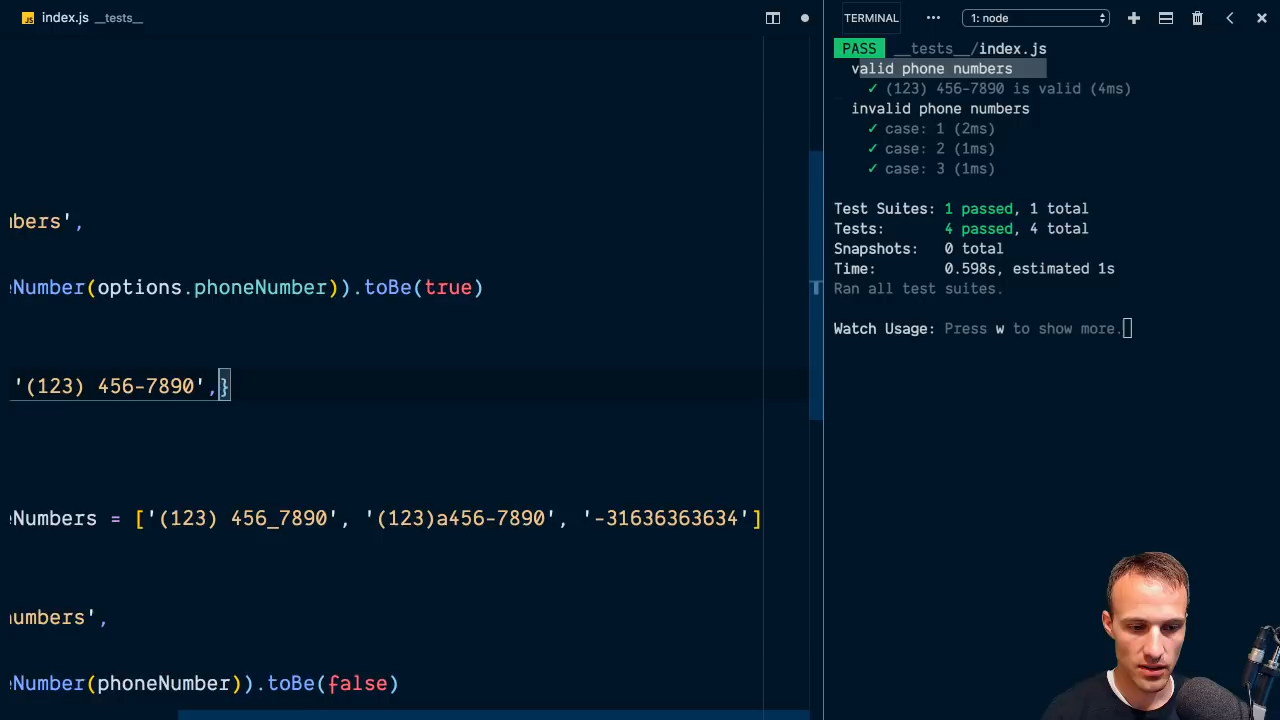 index.js __tests__
TERMINAL
1: node
PASS __tests__/index.js
valid phone numbers
✓ (123) 456-7890 is valid (4ms)
invalid phone numbers
✓ case: 1 (2ms)
✓ case: 2 (1ms)
✓ case: 3 (1ms)
Test Suites: 1 passed, 1 total
Tests: 4 passed, 4 total
Snapshots: 0 total
Time: 0.598s, estimated 1s
Ran all test suites.
Watch Usage: Press w to show more.
mbers',
eNumber(options.phoneNumber)).toBe(true)
'(123) 456-7890',}
eNumbers = ['(123) 456_7890', '(123)a456-7890', '-31636363634']
numbers',
eNumber(phoneNumber)).toBe(false)